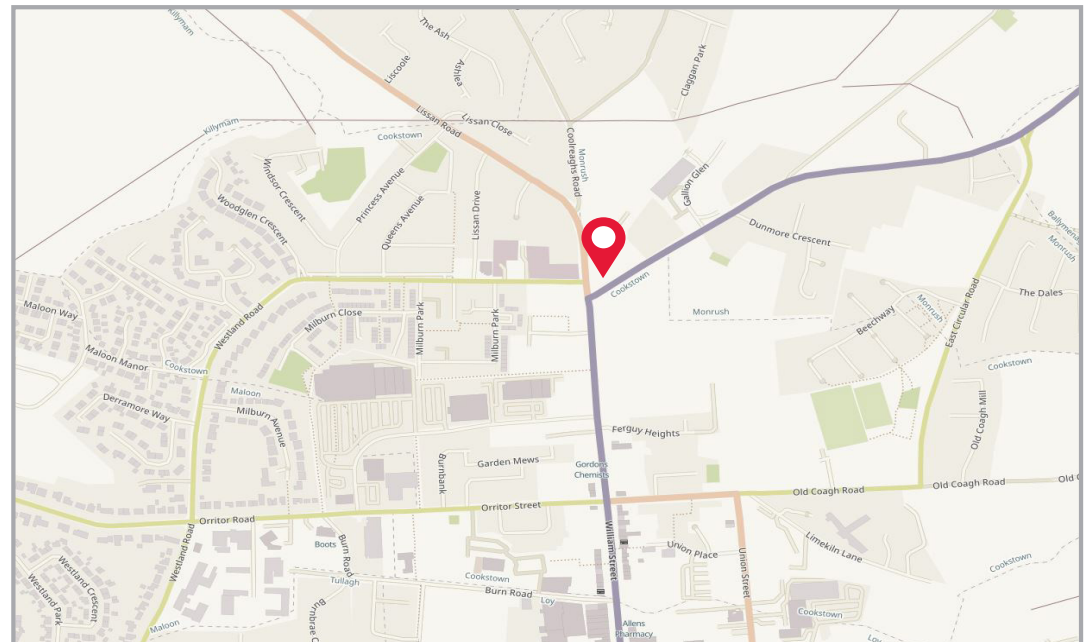 Killymam
The Ash
Ashlea
Liscoole
Claggan Park
Killymam
Lissan Road
Lissan Close
Cookstown
Coolreaghs Road
Monrush
Windsor Crescent
Woodglen Crescent
Princess Avenue
Queens Avenue
Lissan Drive
Gallion Glen
Dunmore Crescent
Ballymena
Monrush
Cookstown
Monrush
The Dales
Beechway
Monrush
East Circular Road
Maloon Way
Westland Road
Milburn Close
Milburn Park
Milburn Park
Maloon Manor
Cookstown
Maloon
Cookstown
Derramore Way
Milburn Avenue
Old Coagh Mill
Ferguy Heights
Burnbank
Garden Mews
Gordons
Chemists
Old Coagh Road
Old Coagh Road
Orritor Road
Orritor Street
William Street
Union Place
Union Street
Limekiln Lane
Westland Road
Boots
Burn Road
Tullagh
Cookstown
Burn Road
Loy
Cookstown
Westland Crescent
Westland Park
Maloon
Allens
Pharmacy
Cookstown